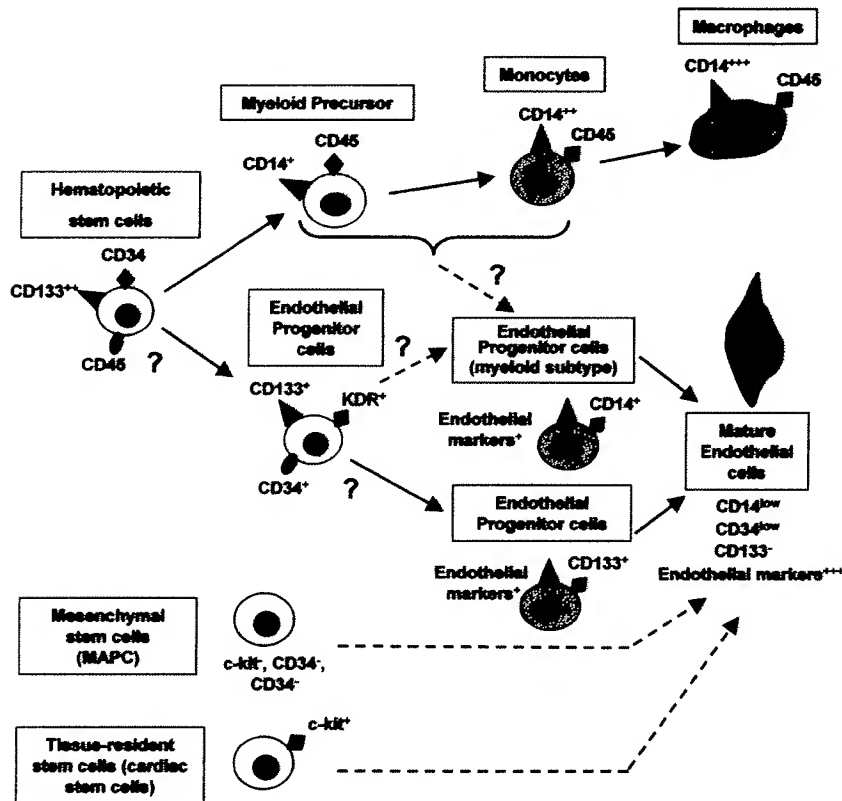 Macrophages
CD14⁺⁺⁺
CD45
Monocytes
CD14⁺⁺
CD45
Myeloid Precursor
CD45
CD14⁺
Hematopoietic
stem cells
CD34
CD133⁺⁺
CD45
?
?
Endothelial
Progenitor
cells
?
CD133⁺
KDR⁺
CD34⁺
?
Endothelial
Progenitor cells
(myeloid subtype)
CD14⁺
Endothelial
markers⁺
Endothelial
Progenitor cells
CD133⁺
Endothelial
markers⁺
Mature
Endothelial
cells
CD14ˡᵒʷ
CD34ˡᵒʷ
CD133⁻
Endothelial markers⁺⁺⁺
Mesenchymal
stem cells
(MAPC)
c-kit⁻, CD34⁻,
CD34⁻
Tissue-resident
stem cells (cardiac
stem cells)
c-kit⁺